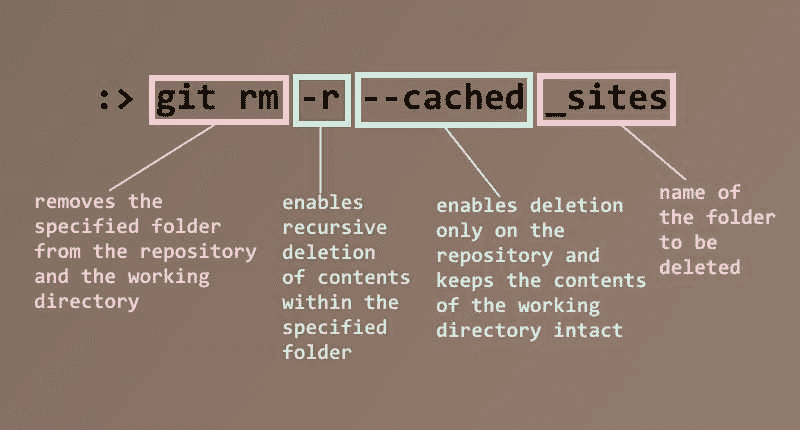 :> git rm -r --cached _sites
removes the
specified folder
from the repository
and the working
directory
enables
recursive
deletion
of contents
within the
specified
folder
enables deletion
only on the
repository and
keeps the contents
of the working
directory intact
name of
the folder
to be
deleted